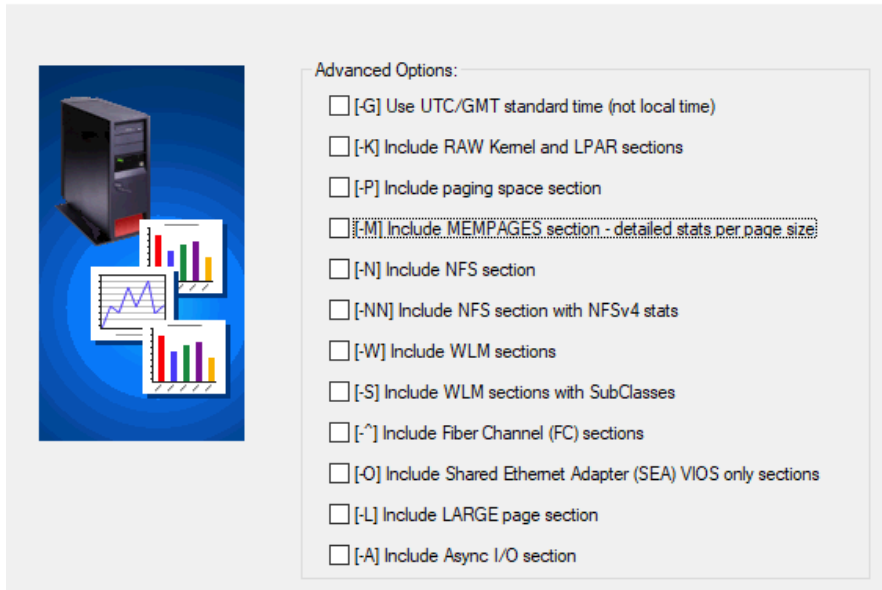 Advanced Options:
[-G] Use UTC/GMT standard time (not local time)
[-K] Include RAW Kernel and LPAR sections
[-P] Include paging space section
[-M] Include MEMPAGES section - detailed stats per page size
[-N] Include NFS section
[-NN] Include NFS section with NFSv4 stats
[-W] Include WLM sections
[-S] Include WLM sections with SubClasses
[-^] Include Fiber Channel (FC) sections
[-O] Include Shared Ethernet Adapter (SEA) VIOS only sections
[-L] Include LARGE page section
[-A] Include Async I/O section